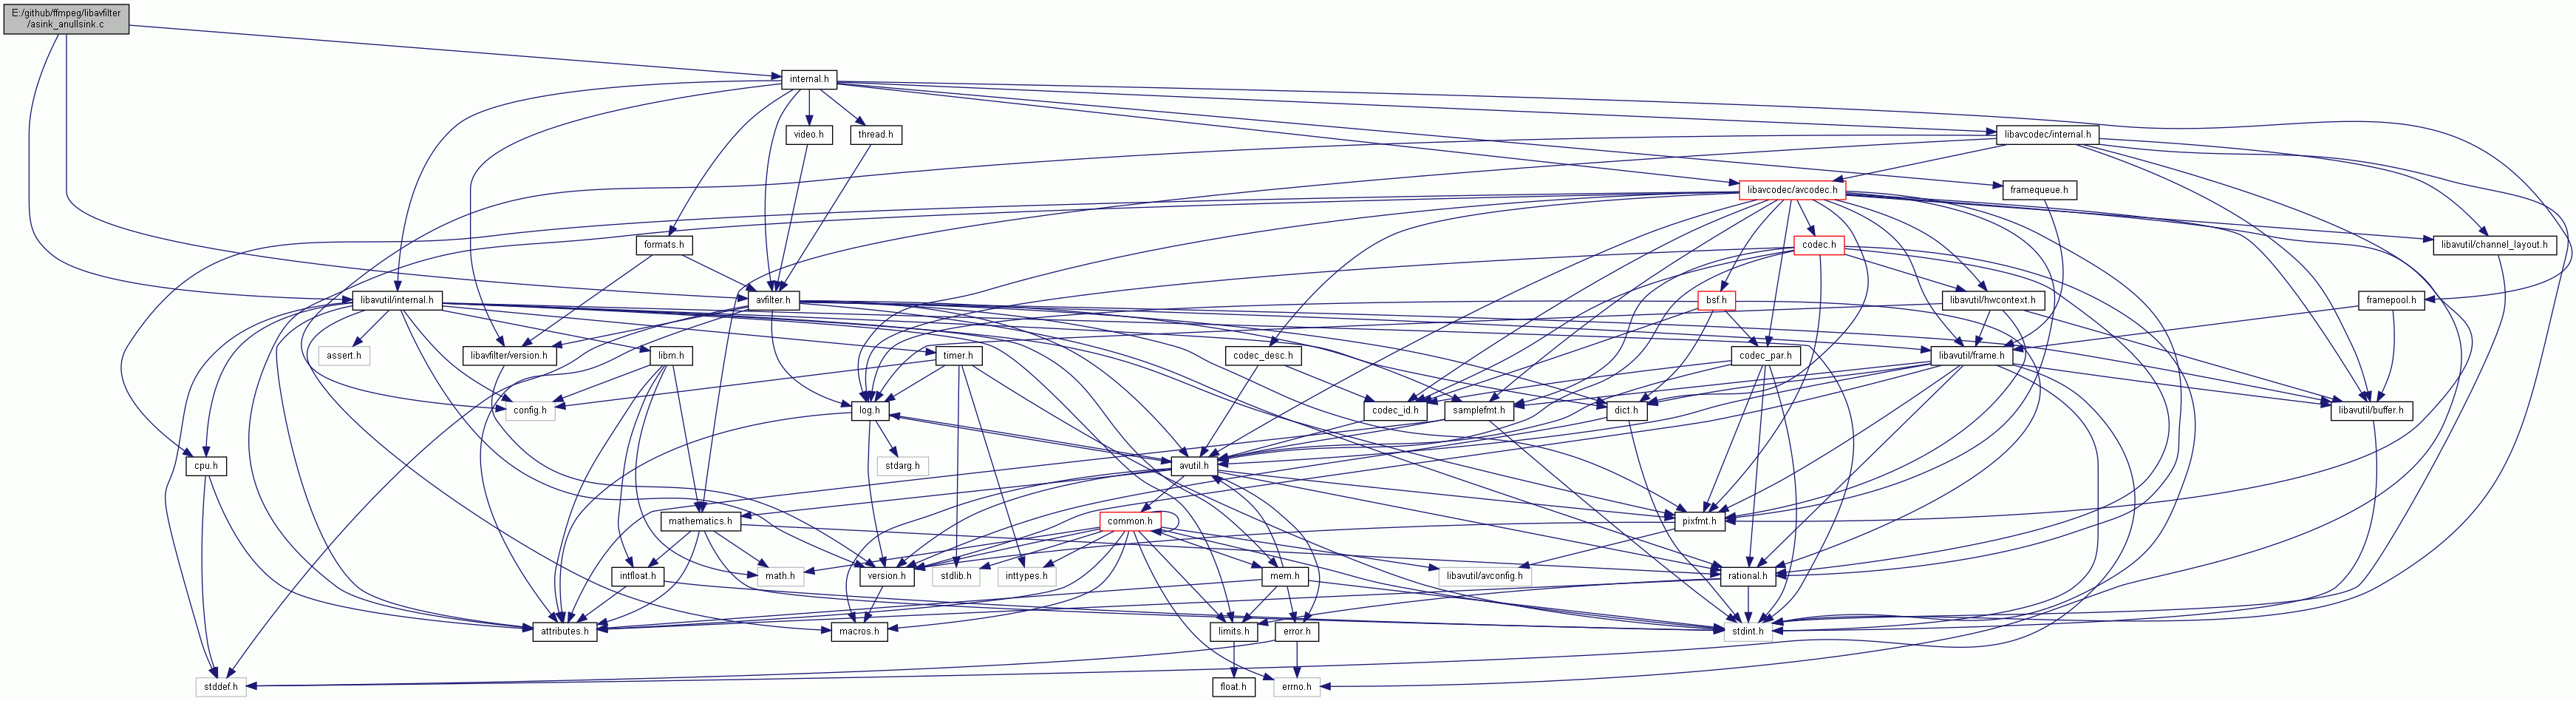 E:/github/ffmpeg/libavfilter
/asink_anullsink.c
internal.h
video.h
thread.h
libavcodec/internal.h
libavcodec/avcodec.h
framequeue.h
formats.h
codec.h
libavutil/channel_layout.h
libavutil/internal.h
avfilter.h
bsf.h
libavutil/hwcontext.h
framepool.h
assert.h
libavfilter/version.h
libm.h
timer.h
codec_desc.h
codec_par.h
libavutil/frame.h
config.h
log.h
codec_id.h
samplefmt.h
dict.h
libavutil/buffer.h
cpu.h
stdarg.h
avutil.h
mathematics.h
common.h
pixfmt.h
intfloat.h
math.h
version.h
stdlib.h
inttypes.h
mem.h
libavutil/avconfig.h
rational.h
attributes.h
macros.h
limits.h
error.h
stdint.h
stddef.h
float.h
errno.h